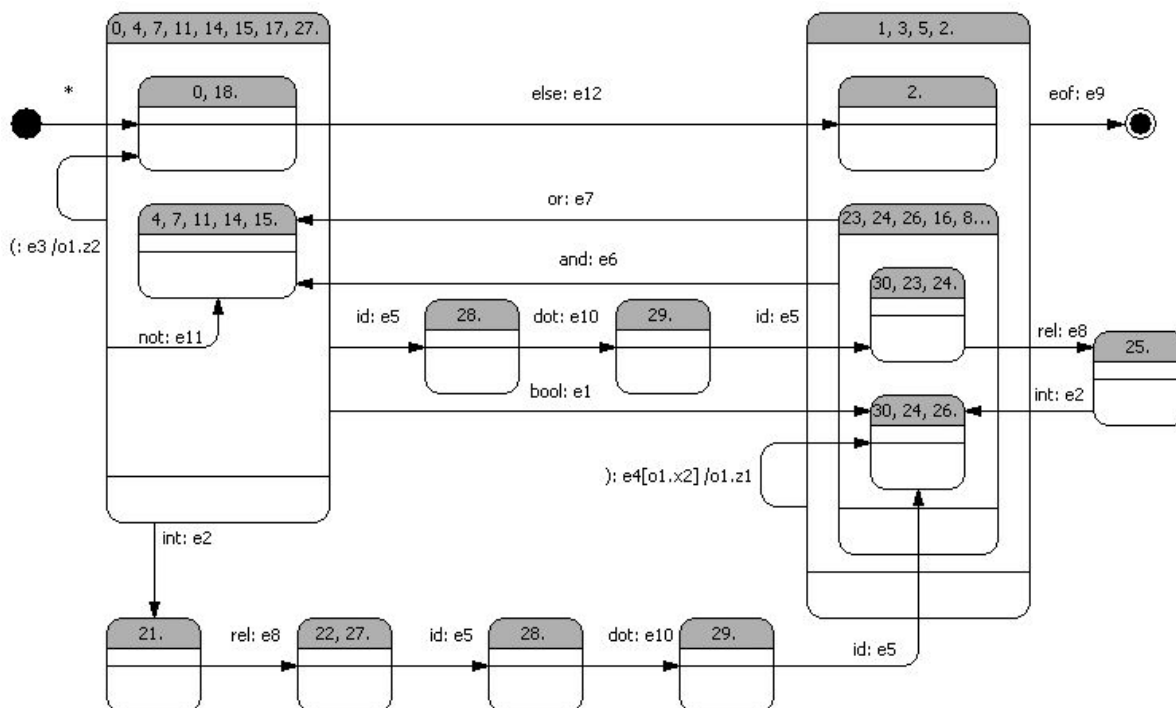 0, 4, 7, 11, 14, 15, 17, 27.
1, 3, 5, 2.
*
0, 18.
else: e12
2.
eof: e9
or: e7
4, 7, 11, 14, 15.
23, 24, 26, 16, 8...
(: e3 /o1.z2
and: e6
30, 23, 24.
id: e5
28.
dot: e10
29.
id: e5
rel: e8
not: e11
25.
bool: e1
30, 24, 26.
int: e2
): e4[o1.x2] /o1.z1
int: e2
21.
rel: e8
22, 27.
id: e5
28.
dot: e10
29.
id: e5